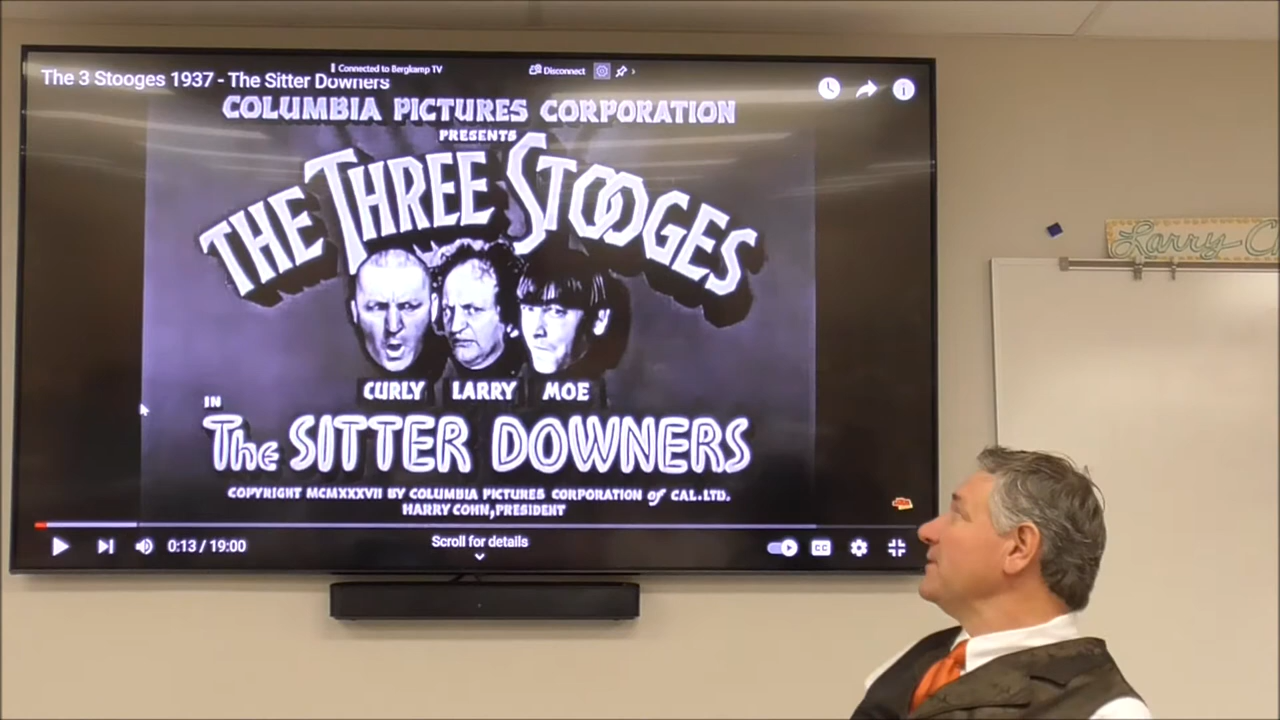 Connected to Bergkamp TV
Disconnect
The 3 Stooges 1937 - The Sitter Downers
COLUMBIA PICTURES CORPORATION
PRESENTS
THE THREE STOOGES
CURLY LARRY MOE
IN
The SITTER DOWNERS
COPYRIGHT MCMXXXVII BY COLUMBIA PICTURES CORPORATION of CAL. LTD.
HARRY COHN, PRESIDENT
0:13 / 19:00
Scroll for details
CC
Larry C